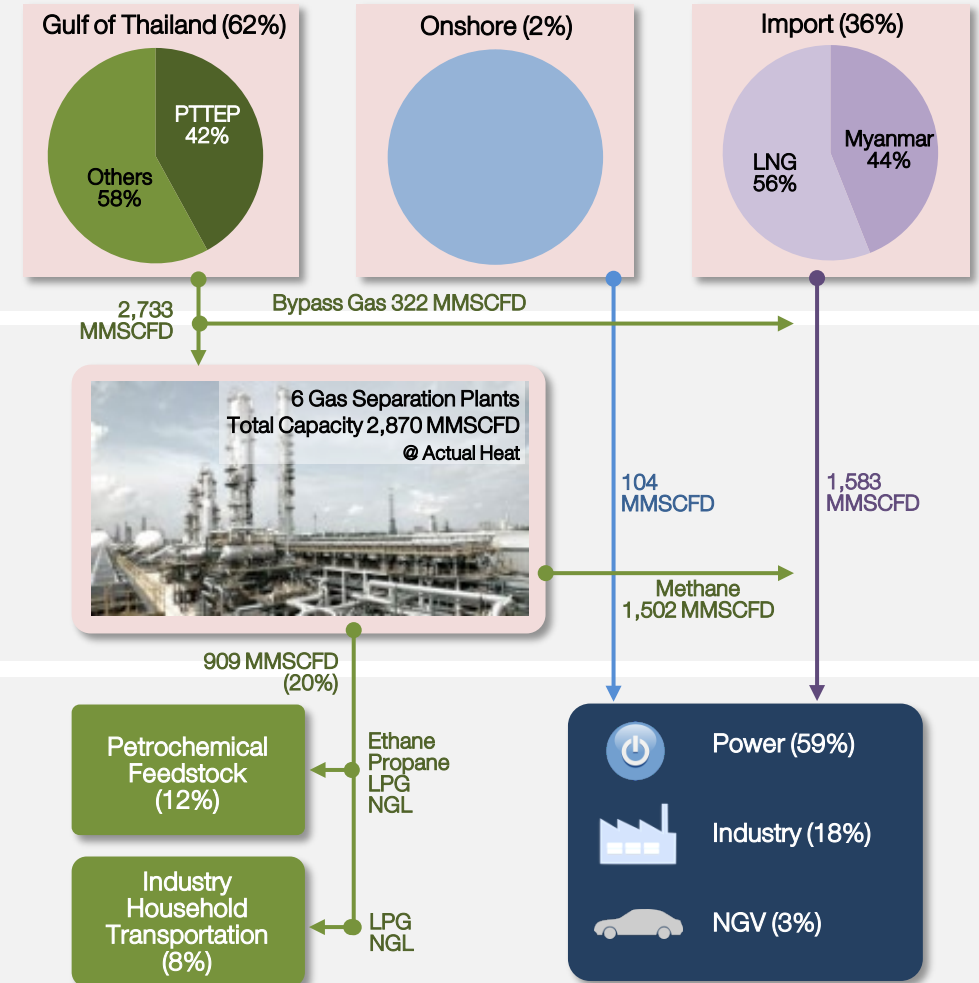 Gulf of Thailand (62%)
PTTEP
42%
Others
58%
Onshore (2%)
Import (36%)
Myanmar
44%
LNG
56%
2,733
MMSCFD
Bypass Gas 322 MMSCFD
6 Gas Separation Plants
Total Capacity 2,870 MMSCFD
@ Actual Heat
104
MMSCFD
1,583
MMSCFD
Methane
1,502 MMSCFD
909 MMSCFD
(20%)
Petrochemical
Feedstock
(12%)
Ethane
Propane
LPG
NGL
Industry
Household
Transportation
(8%)
LPG
NGL
Power (59%)
Industry (18%)
NGV (3%)